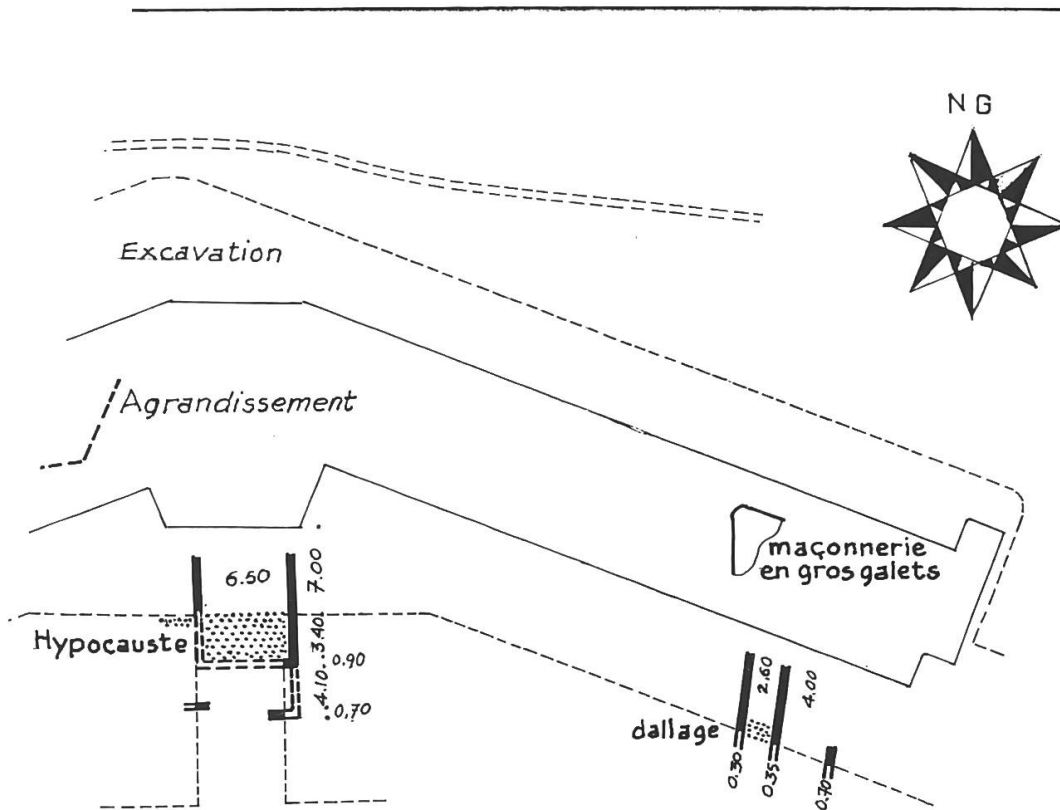 N G
Excavation
Agrandissement
maçonnerie
en gros galets
6.50
7.00
Hypocauste
3.40
0.90
4.10
0,70
2.60
4.00
dallage
0.30
0.35
0.70